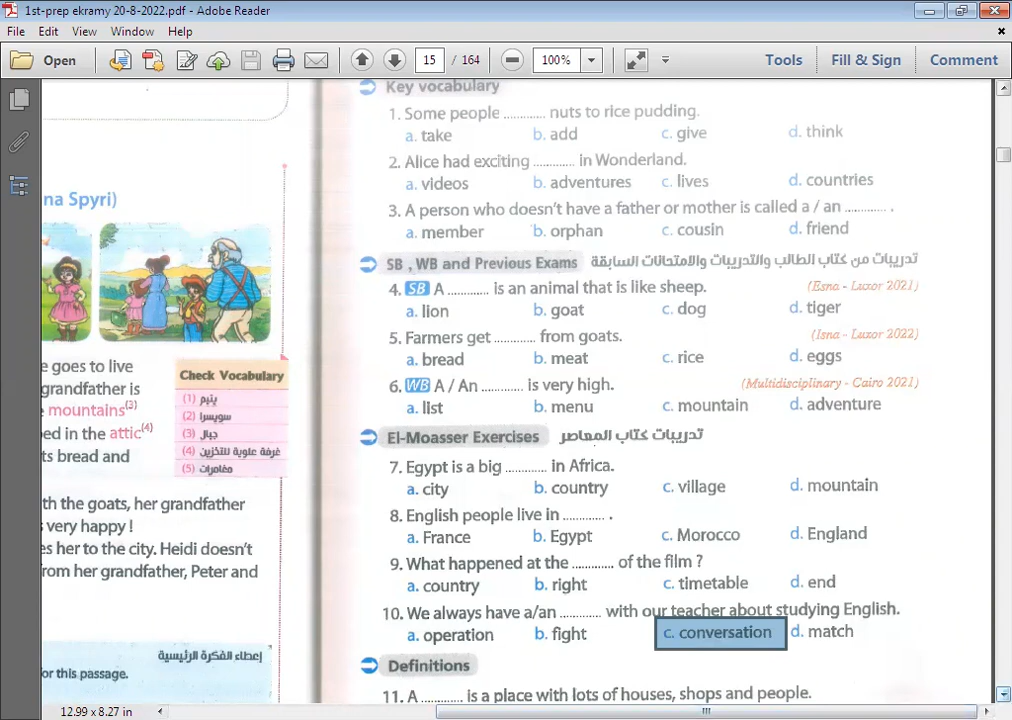 1st-prep ekramy 20-8-2022.pdf - Adobe Reader
File Edit View Window Help
Open 15 / 164 100% Tools Fill & Sign Comment
na Spyri)
e goes to live
grandfather is
mountains(3)
ed in the attic(4)
ts bread and
Check Vocabulary
(1) يتيم
(2) سويسرا
(3) جبال
(4) غرفة علوية للتخزين
(5) مغامرات
th the goats, her grandfather
s very happy !
es her to the city. Heidi doesn't
from her grandfather, Peter and
إعطاء الفكرة الرئيسية
for this passage.
Key vocabulary
1. Some people ........... nuts to rice pudding.
a. take b. add c. give d. think
2. Alice had exciting ........... in Wonderland.
a. videos b. adventures c. lives d. countries
3. A person who doesn't have a father or mother is called a / an ........... .
a. member b. orphan c. cousin d. friend
SB , WB and Previous Exams تدريبات من كتاب الطالب والتدريبات والامتحانات السابقة
4. SB A ........... is an animal that is like sheep. (Esna - Luxor 2021)
a. lion b. goat c. dog d. tiger
5. Farmers get ........... from goats. (Isna - Luxor 2022)
a. bread b. meat c. rice d. eggs
6. WB A / An ........... is very high. (Multidisciplinary - Cairo 2021)
a. list b. menu c. mountain d. adventure
El-Moasser Exercises تدريبات كتاب المعاصر
7. Egypt is a big ........... in Africa.
a. city b. country c. village d. mountain
8. English people live in ........... .
a. France b. Egypt c. Morocco d. England
9. What happened at the ........... of the film ?
a. country b. right c. timetable d. end
10. We always have a/an ........... with our teacher about studying English.
a. operation b. fight c. conversation d. match
Definitions
11. A ........... is a place with lots of houses, shops and people.
12.99 x 8.27 in